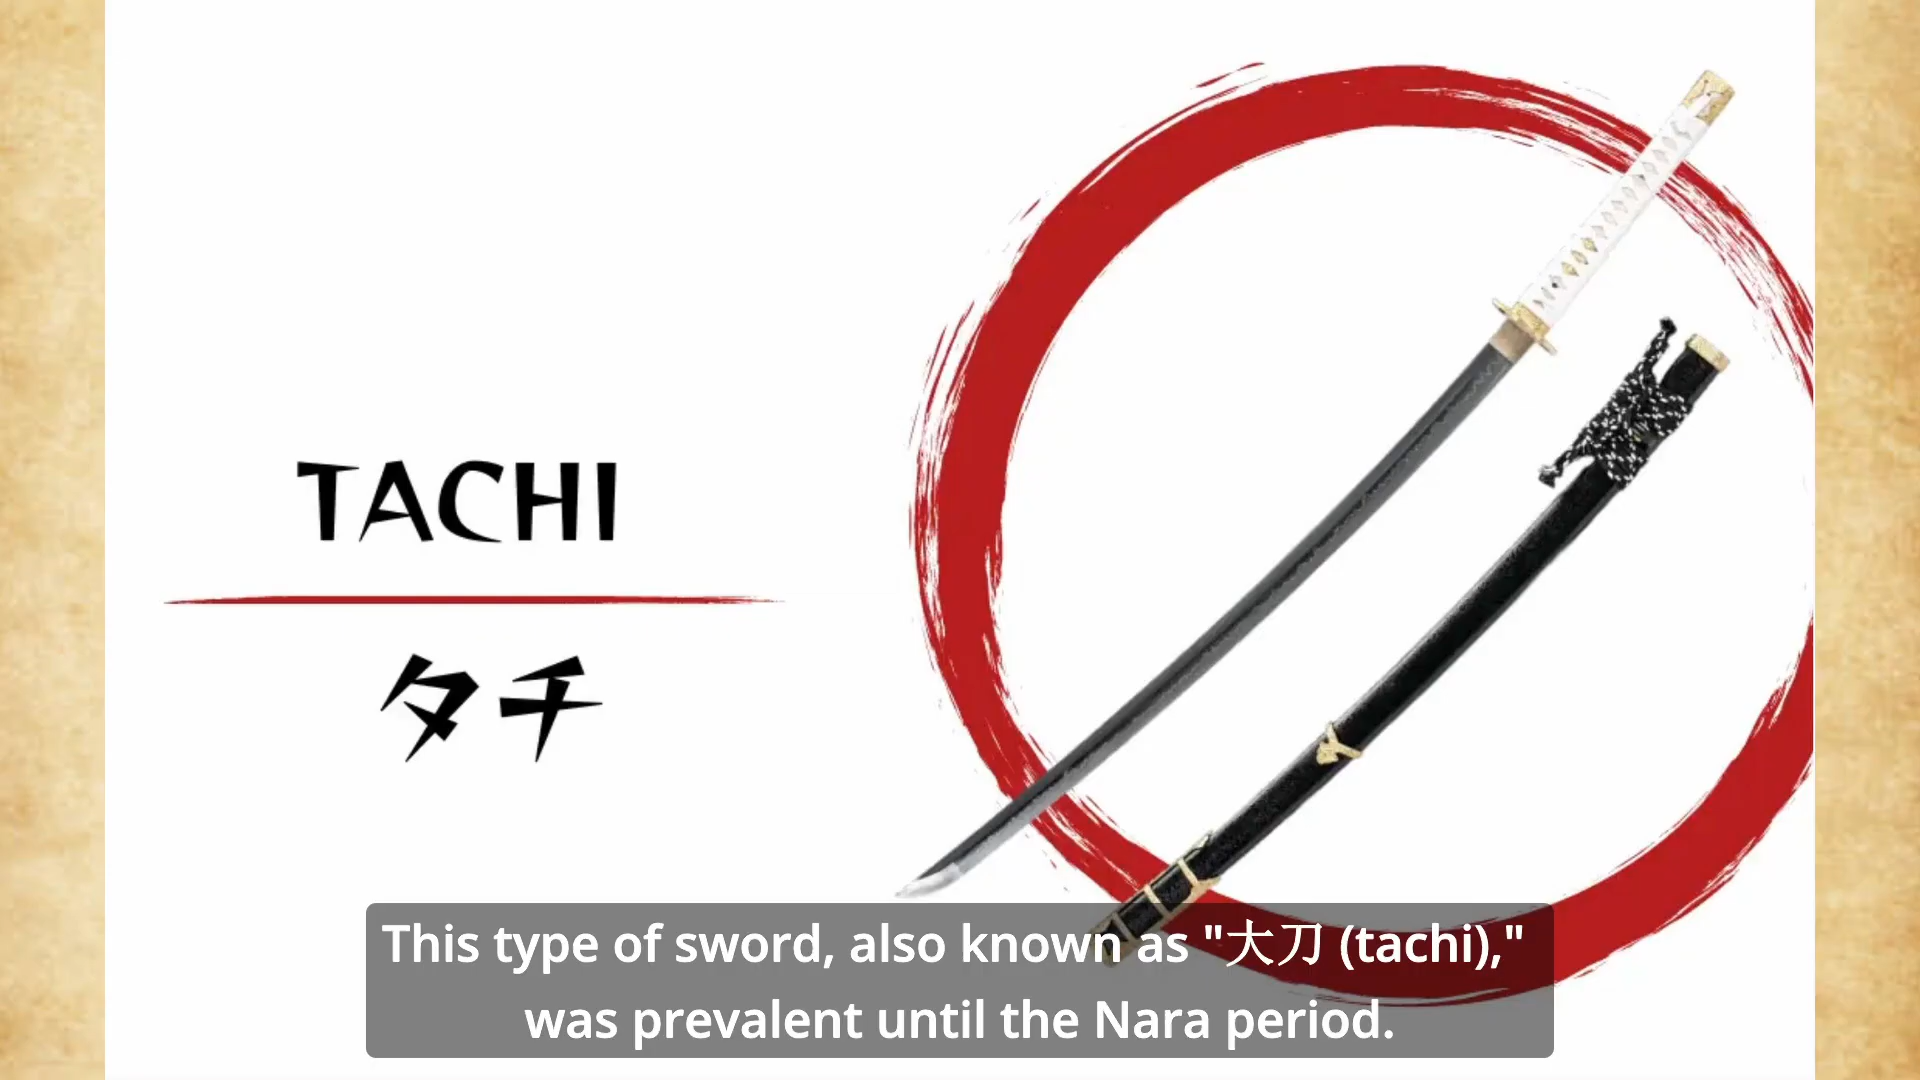 TACHI
タチ
This type of sword, also known as "大刀 (tachi),"
was prevalent until the Nara period.